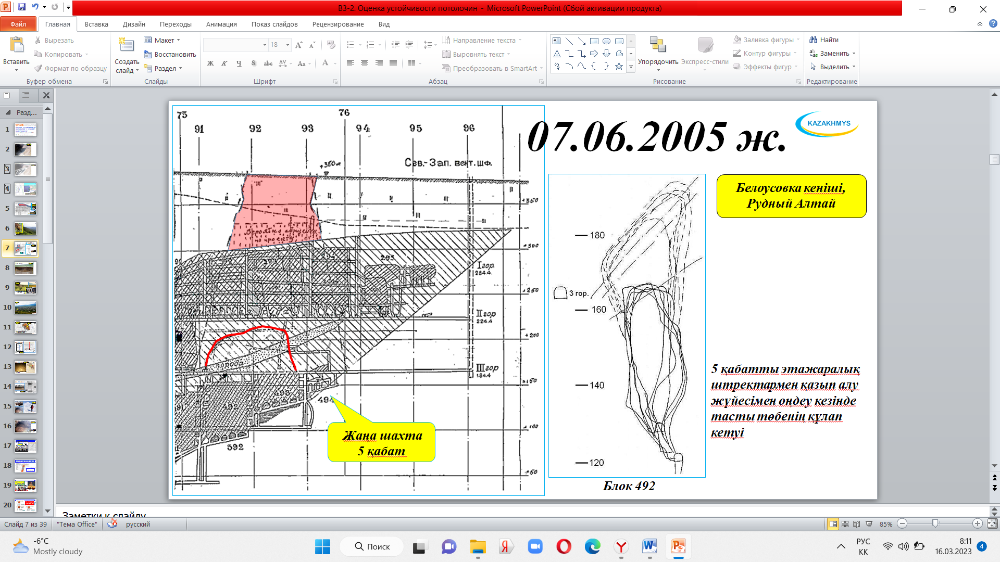 В3-2. Оценка устойчивости потолочин - Microsoft PowerPoint (Сбой активации продукта)
Файл Главная Вставка Дизайн Переходы Анимация Показ слайдов Рецензирование Вид
Вставить
Вырезать
Копировать
Формат по образцу
Буфер обмена
Создать слайд
Макет
Восстановить
Раздел
Слайды
18
Шрифт
Направление текста
Выровнять текст
Преобразовать в SmartArt
Абзац
Упорядочить
Экспресс-стили
Заливка фигуры
Контур фигуры
Эффекты фигур
Рисование
Найти
Заменить
Выделить
Редактирование
Разд...
1
2
3
4
5
6
7
8
9
10
11
12
13
14
15
16
17
18
19
20
75 76
91 92 93 94 95 96
+350м
Сев.-Зап. вент.шф.
+350
+300
295
I гор
284.4
+250
II гор
224.4
+200
III гор
164.4
+150
492 493 494
592
+100
+50
Жаңа шахта
5 қабат
07.06.2005 ж.
KAZAKHMYS
Белоусовка кеніші,
Рудный Алтай
180
3 гор.
160
140
120
Блок 492
5 қабатты этажаралық
штректармен қазып алу
жүйесімен өңдеу кезінде
тасты төбенің құлап
кетуі
Заметки к слайду
Слайд 7 из 39 "Тема Office" русский 85%
-6°C
Mostly cloudy
Поиск
РУС
КК
8:11
16.03.2023
4